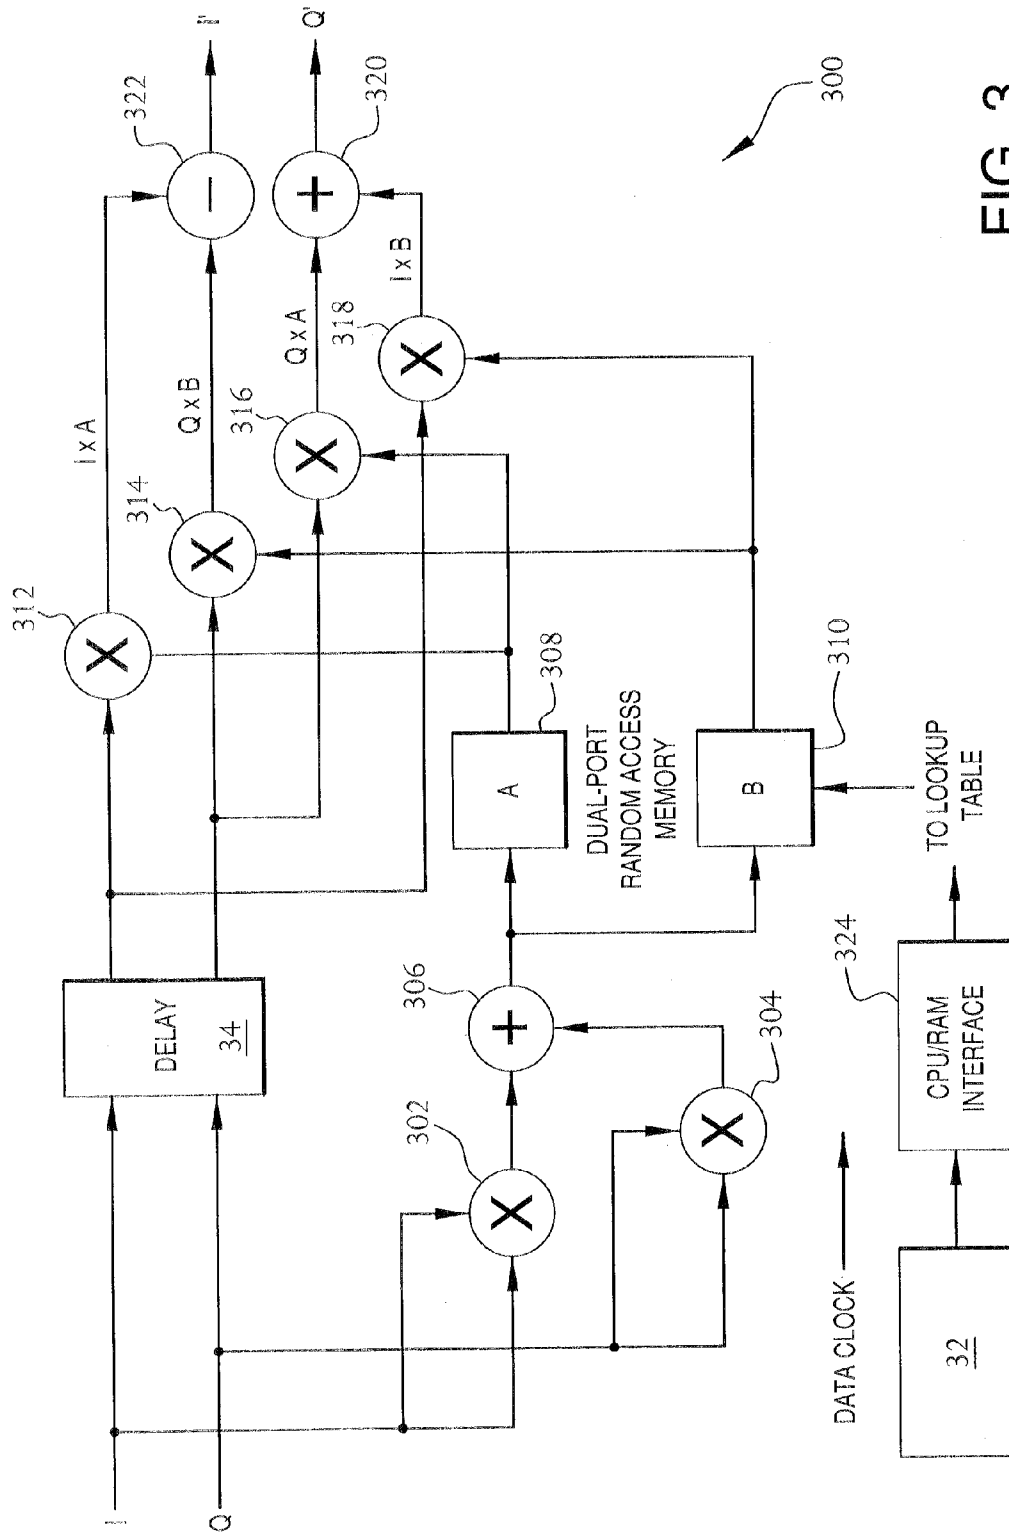 I
Q
DELAY
34
312
I x A
314
Q x B
316
Q x A
318
I x B
322
320
I'
Q'
302
304
306
A
308
DUAL-PORT
RANDOM ACCESS
MEMORY
B
310
TO LOOKUP
TABLE
324
CPU/RAM
INTERFACE
DATA CLOCK
32
300
FIG. 3